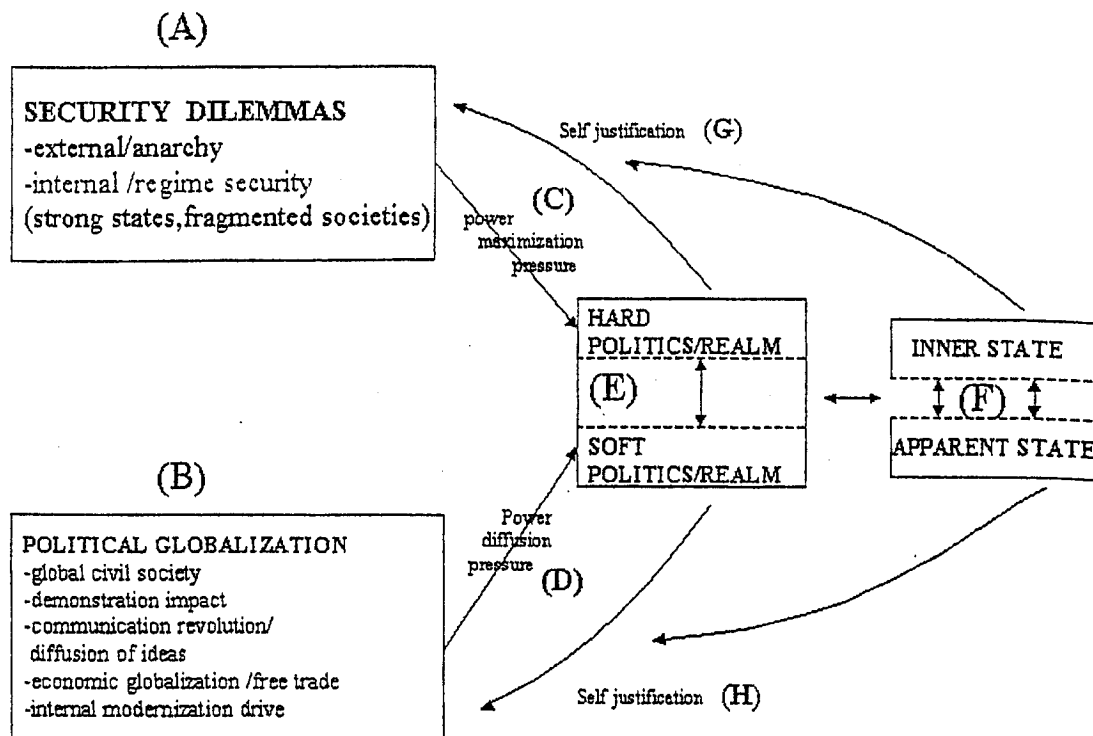 (A)
SECURITY DILEMMAS
-external/anarchy
-internal /regime security
(strong states,fragmented societies)
Self justification (G)
(C)
power
maximization
pressure
HARD
POLITICS/REALM
(E)
SOFT
POLITICS/REALM
INNER STATE
(F)
APPARENT STATE
(B)
POLITICAL GLOBALIZATION
-global civil society
-demonstration impact
-communication revolution/
diffusion of ideas
-economic globalization /free trade
-internal modernization drive
Power
diffusion
pressure
(D)
Self justification (H)